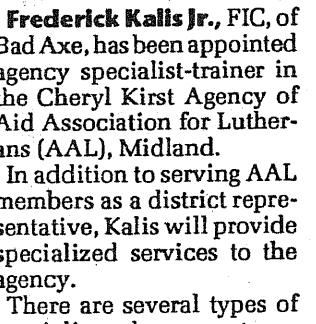 Frederick Kalis Jr., FIC, of
Bad Axe, has been appointed
agency specialist-trainer in
the Cheryl Kirst Agency of
Aid Association for Luther-
ans (AAL), Midland.
In addition to serving AAL
members as a district repre-
sentative, Kalis will provide
specialized services to the
agency.
There are several types of